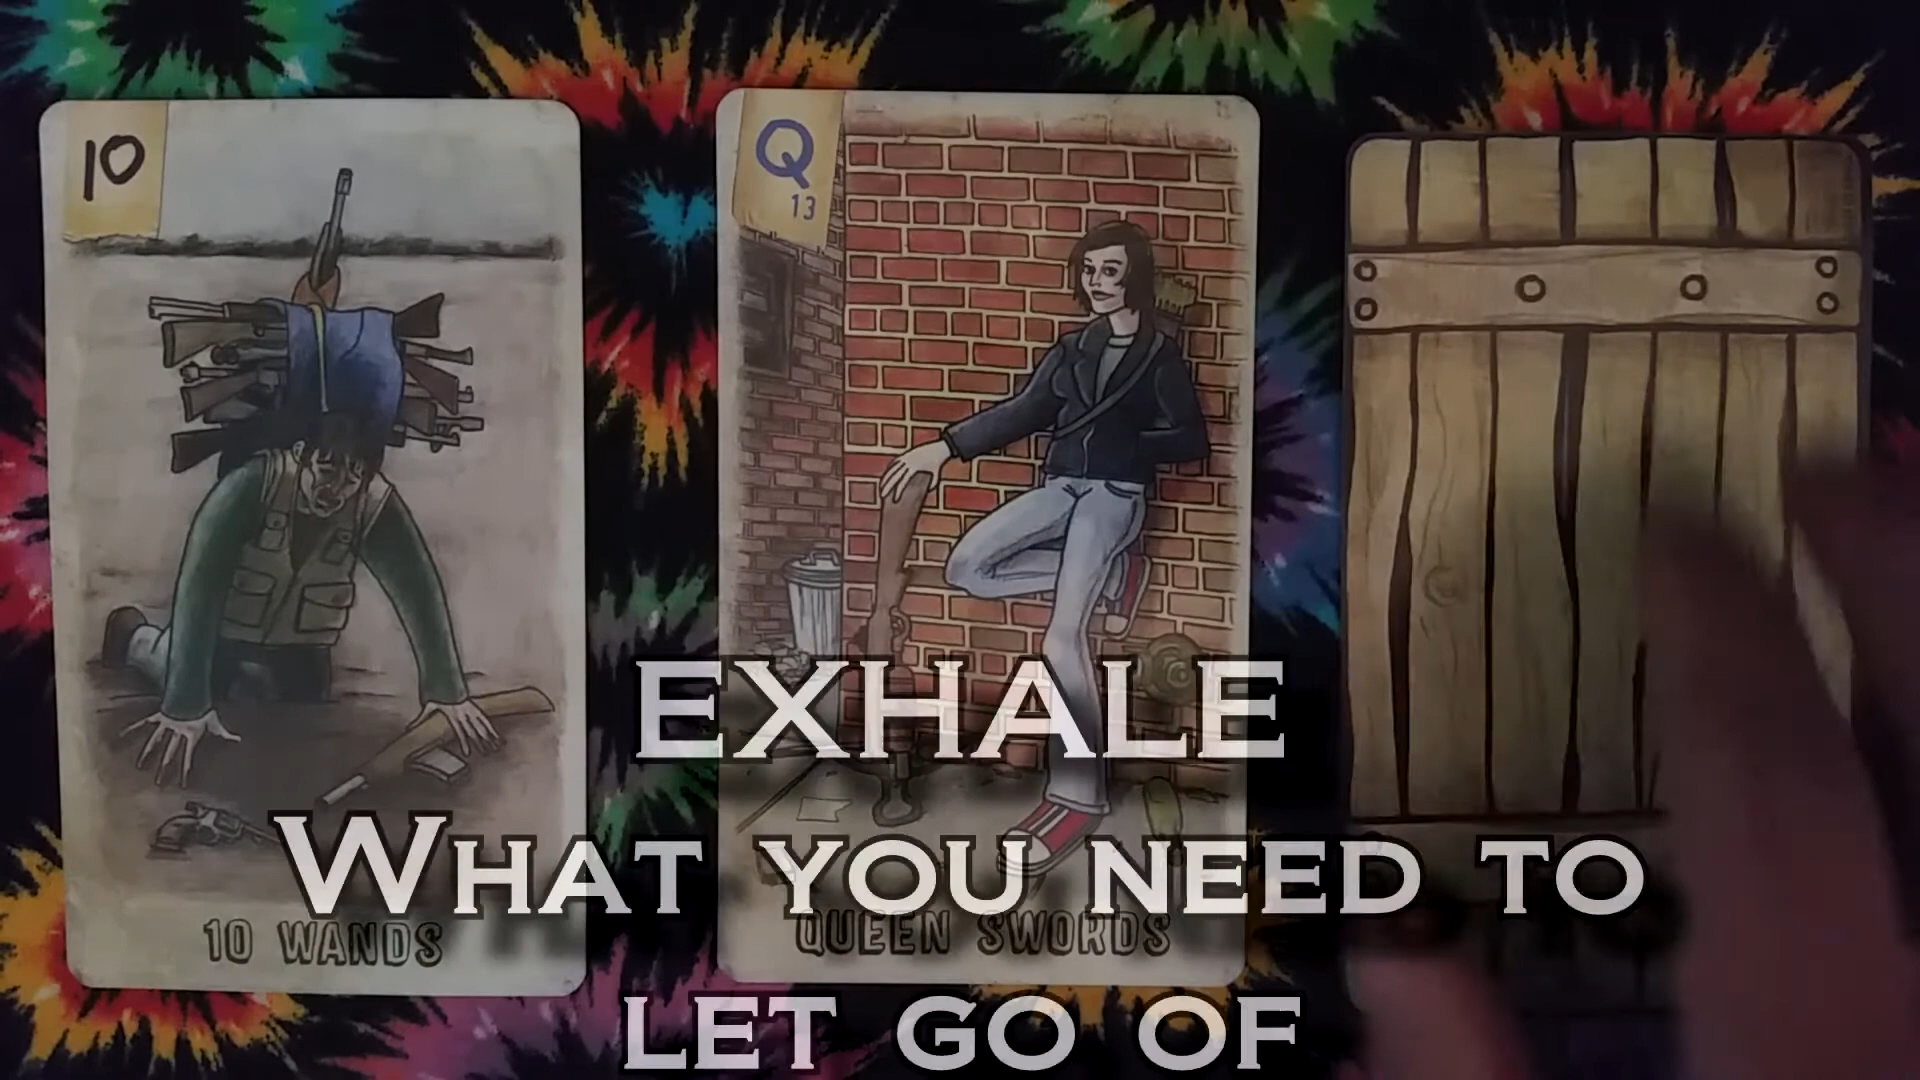 10
Q
13
EXHALE
WHAT YOU NEED TO
10 WANDS
QUEEN SWORDS
LET GO OF